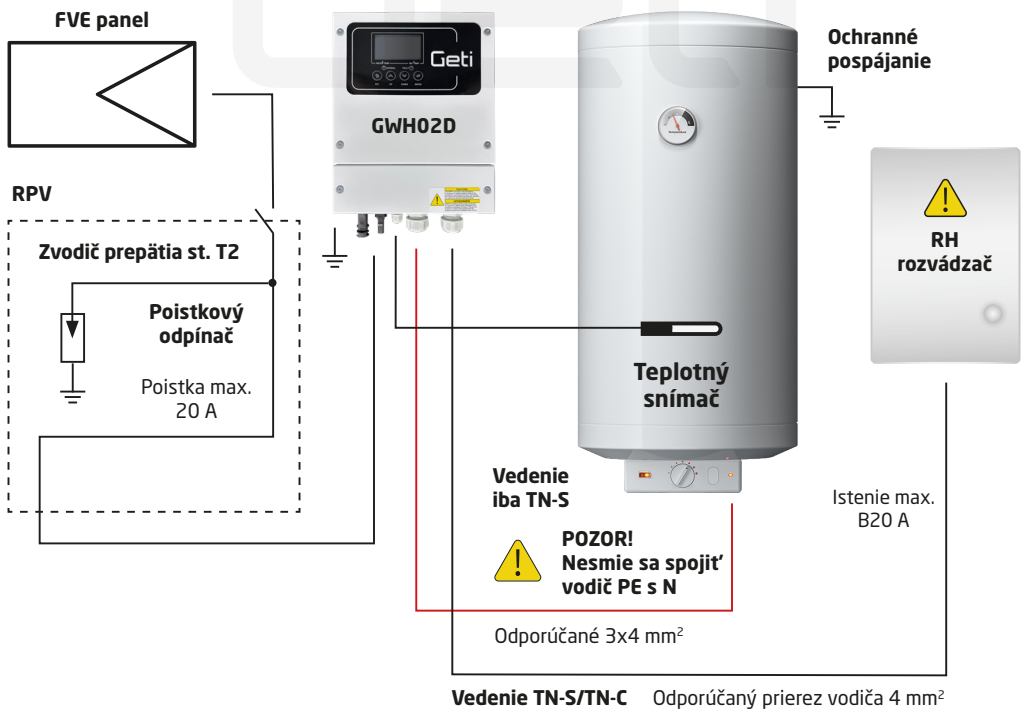 FVE panel
Geti
GWH02D
Ochranné
pospájanie
RPV
Zvodič prepätia st. T2
Poistkový
odpínač
Poistka max.
20 A
RH
rozvádzač
Teplotný
snímač
Vedenie
iba TN-S
POZOR!
Nesmie sa spojiť
vodič PE s N
Istenie max.
B20 A
Odporúčané 3x4 mm²
Vedenie TN-S/TN-C Odporúčaný prierez vodiča 4 mm²